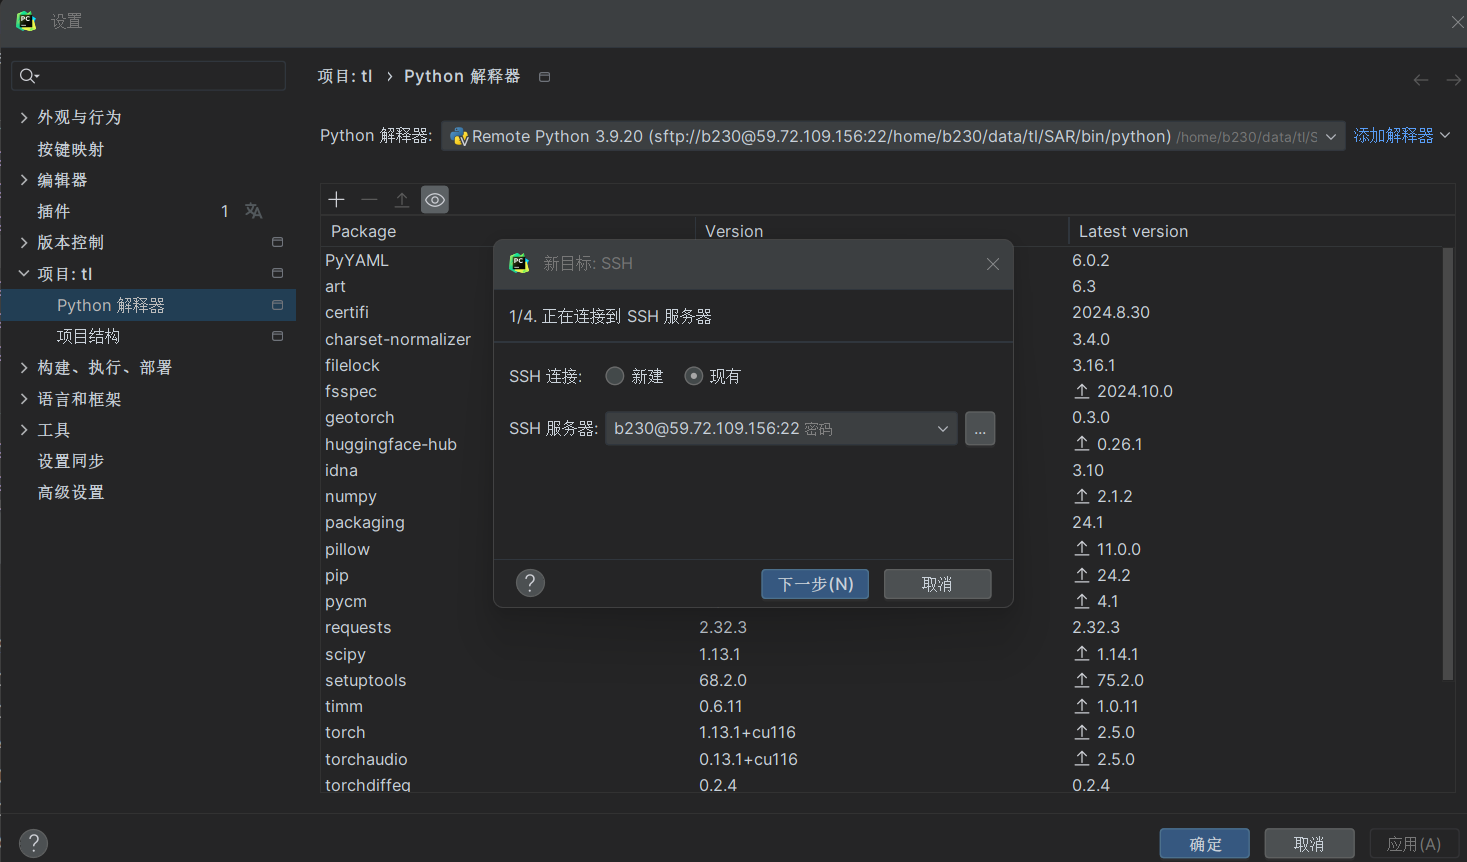 设置
项目: tl › Python 解释器
外观与行为
按键映射
编辑器
插件 1
版本控制
项目: tl
Python 解释器
项目结构
构建、执行、部署
语言和框架
工具
设置同步
高级设置
Python 解释器: Remote Python 3.9.20 (sftp://b230@59.72.109.156:22/home/b230/data/tl/SAR/bin/python) /home/b230/data/tl/S 添加解释器
Package Version Latest version
PyYAML 6.0.2
art 6.3
certifi 2024.8.30
charset-normalizer 3.4.0
filelock 3.16.1
fsspec 2024.10.0
geotorch 0.3.0
huggingface-hub 0.26.1
idna 3.10
numpy 2.1.2
packaging 24.1
pillow 11.0.0
pip 24.2
pycm 4.1
requests 2.32.3 2.32.3
scipy 1.13.1 1.14.1
setuptools 68.2.0 75.2.0
timm 0.6.11 1.0.11
torch 1.13.1+cu116 2.5.0
torchaudio 0.13.1+cu116 2.5.0
torchdiffeq 0.2.4 0.2.4
新目标: SSH
1/4. 正在连接到 SSH 服务器
SSH 连接: 新建 现有
SSH 服务器: b230@59.72.109.156:22 密码 ...
? 下一步(N) 取消
? 确定 取消 应用(A)